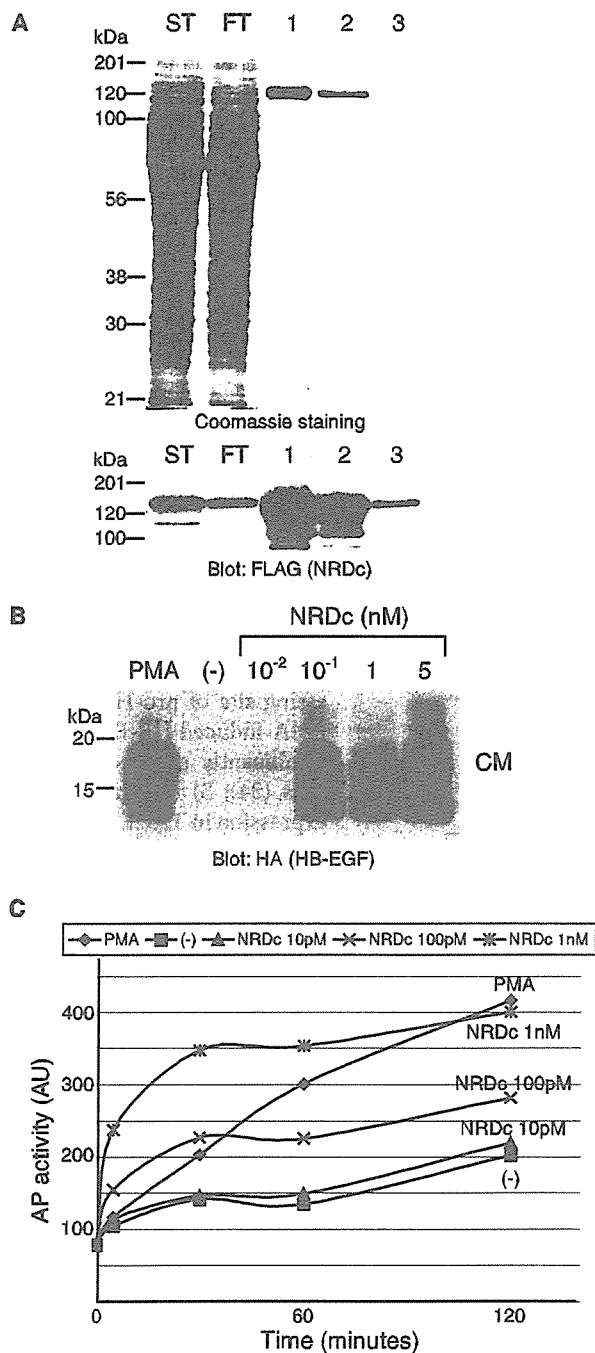 A
kDa ST FT 1 2 3
201
120
100
56
38
30
21
Coomassie staining
kDa ST FT 1 2 3
201
120
100
Blot: FLAG (NRDc)
B
NRDc (nM)
PMA (-) 10-2 10-1 1 5
kDa
20
15
CM
Blot: HA (HB-EGF)
C
PMA (-) NRDc 10pM NRDc 100pM NRDc 1nM
AP activity (AU)
400
300
200
100
0
PMA
NRDc 1nM
NRDc 100pM
NRDc 10pM
(-)
0 60 120
Time (minutes)